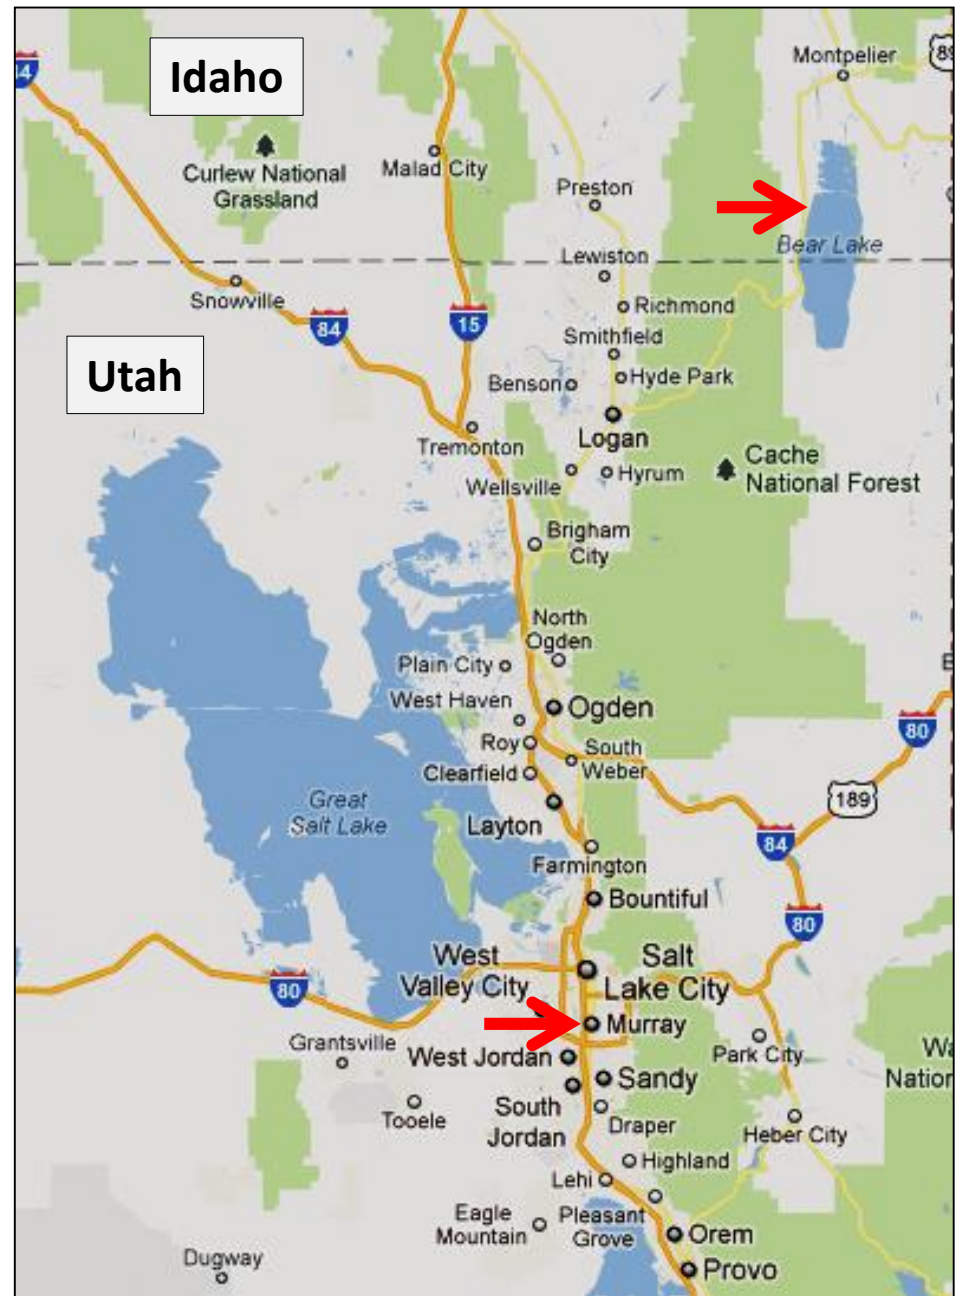 84
Idaho
Montpelier
89
Curlew National
Grassland
Malad City
Preston
Bear Lake
Lewiston
Snowville
Richmond
84
15
Smithfield
Utah
Benson
Hyde Park
Logan
Tremonton
Cache
National Forest
Wellsville
Hyrum
Brigham
City
North
Ogden
Plain City
West Haven
Ogden
80
Roy
South
Weber
Clearfield
189
Great
Salt Lake
Layton
84
Farmington
Bountiful
80
West
Valley City
Salt
Lake City
80
Murray
Grantsville
West Jordan
Park City
Sandy
Tooele
South
Jordan
Draper
Heber City
Highland
Lehi
Eagle
Mountain
Pleasant
Grove
Orem
Dugway
Provo